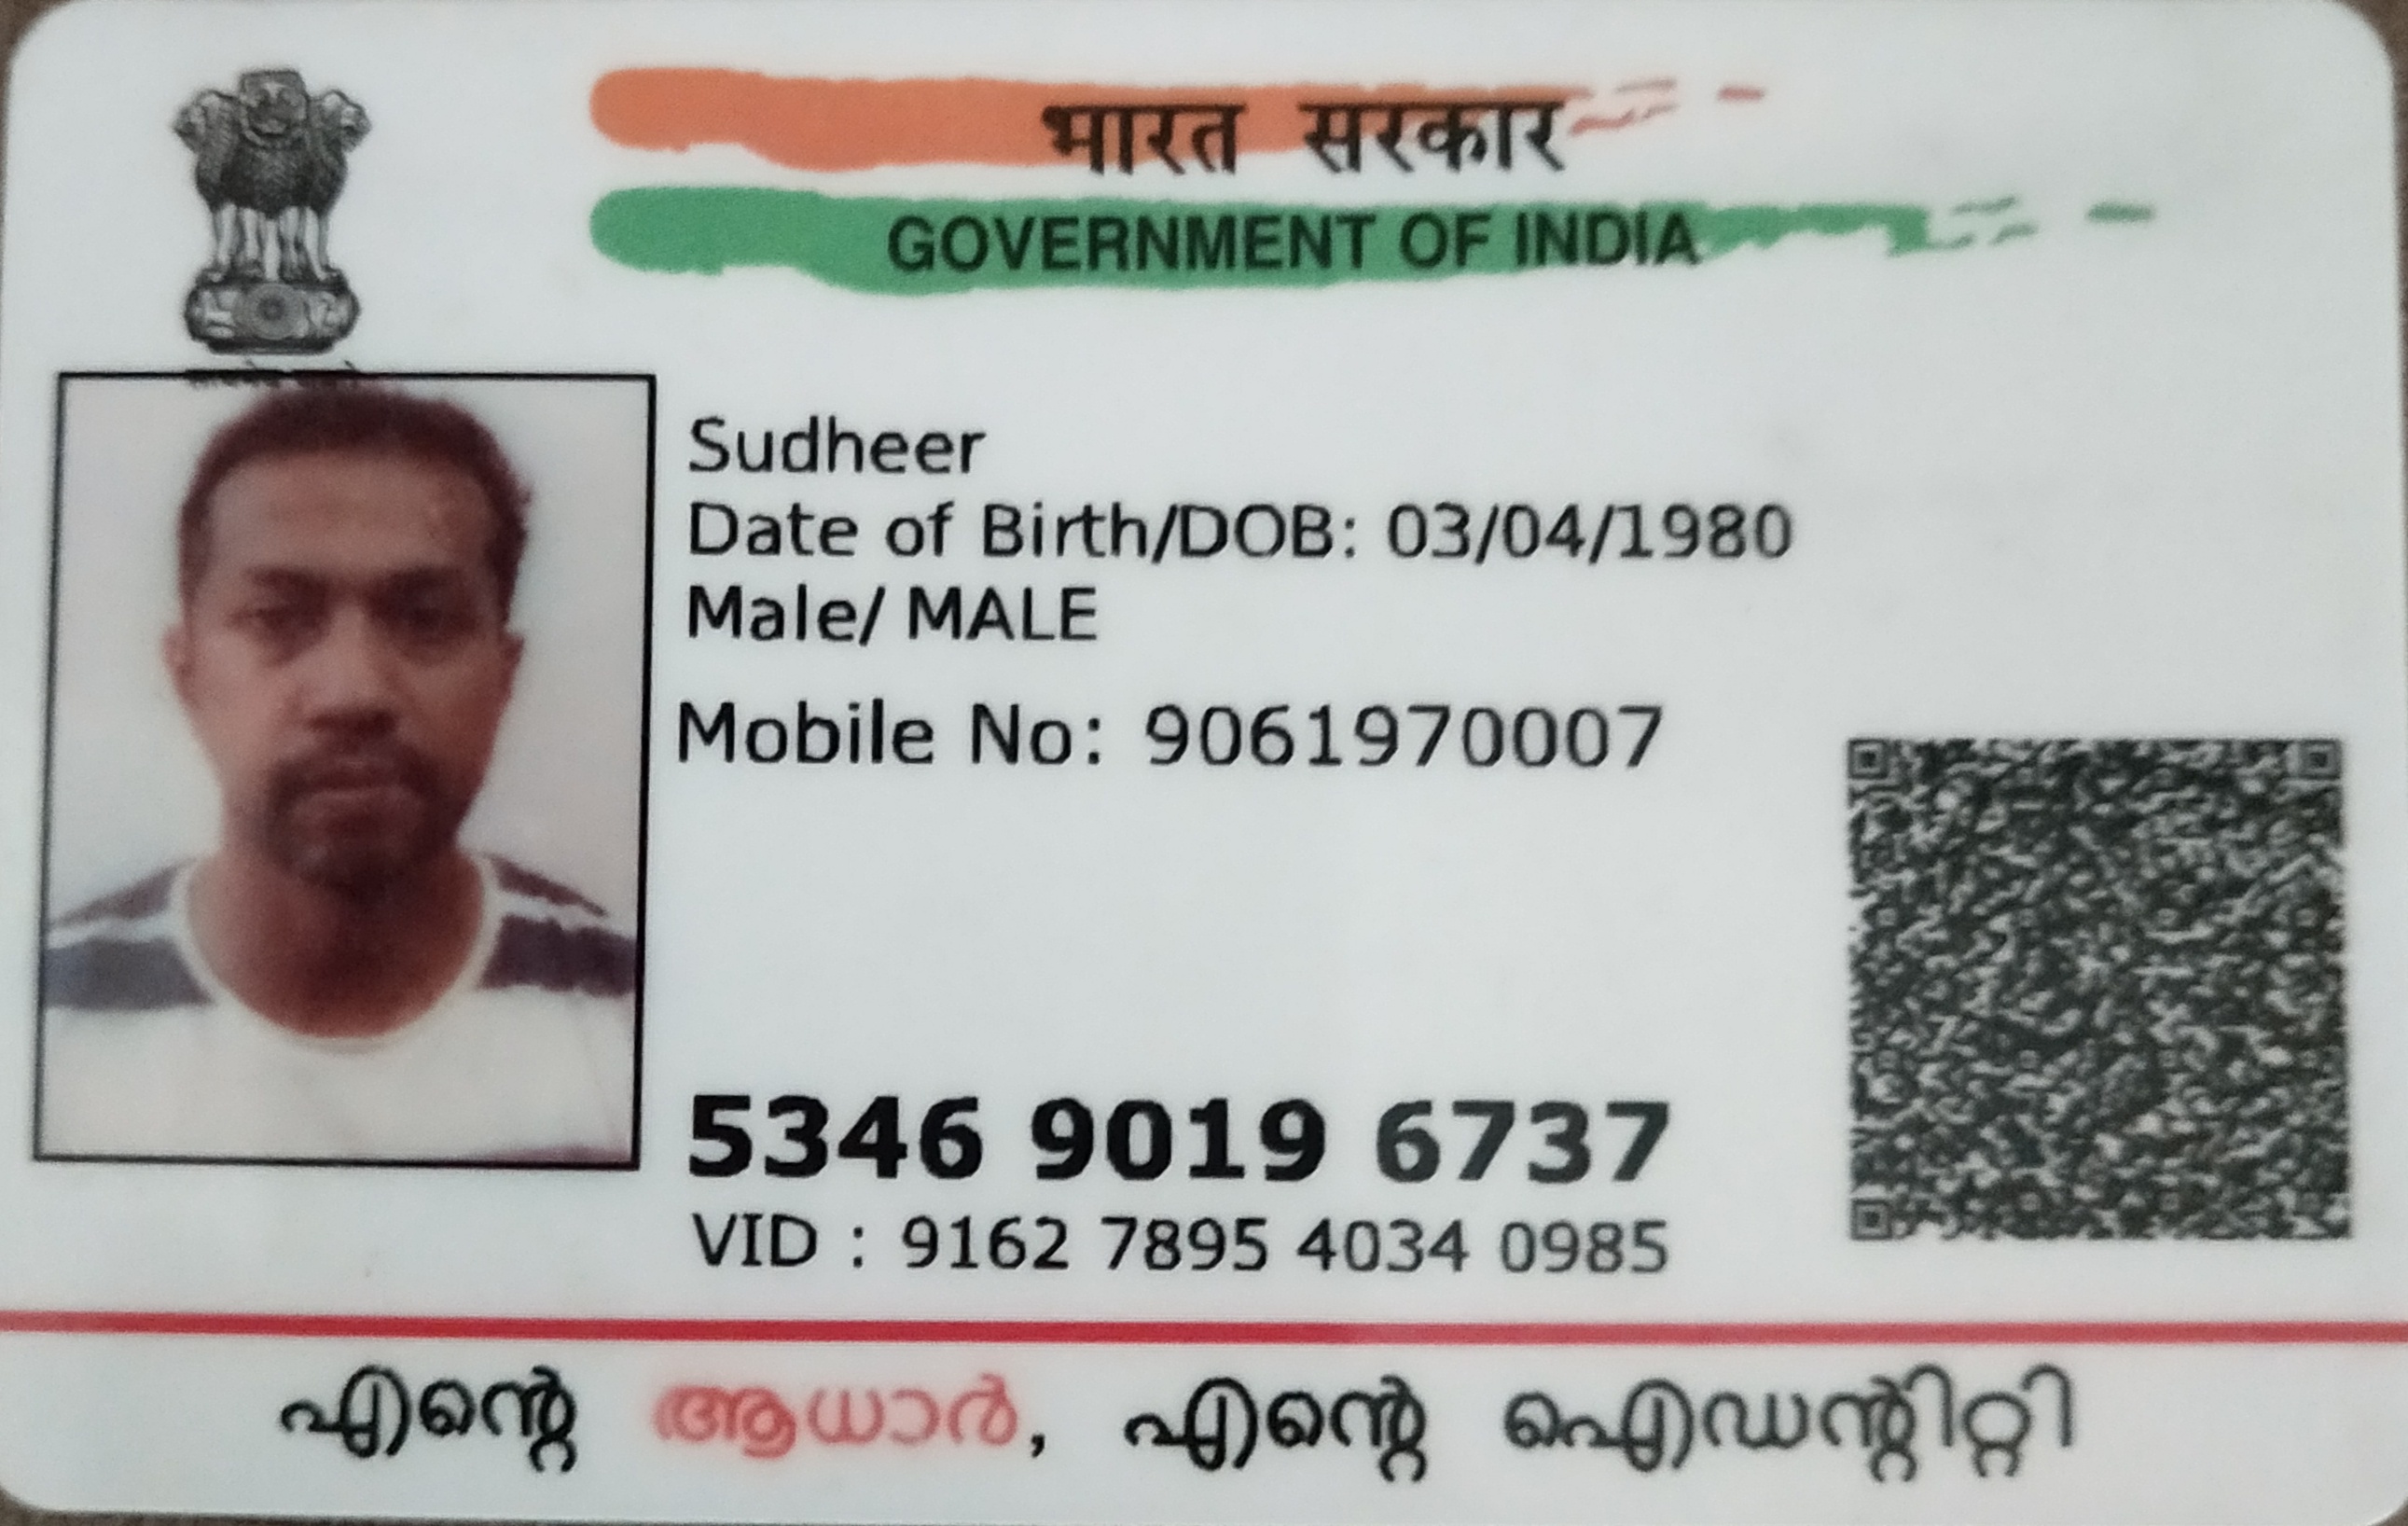 भारत सरकार
GOVERNMENT OF INDIA
Sudheer
Date of Birth/DOB: 03/04/1980
Male/ MALE
Mobile No: 9061970007
5346 9019 6737
VID : 9162 7895 4034 0985
എന്റെ ആധാർ, എന്റെ ഐഡന്റിറ്റി